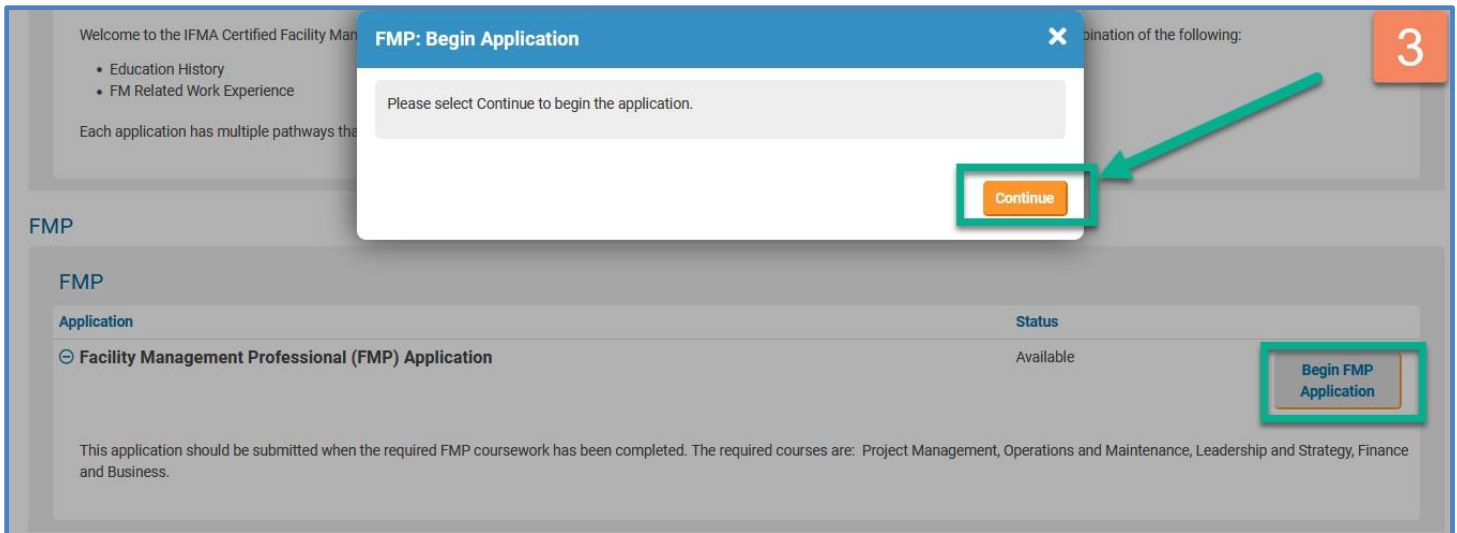 Welcome to the IFMA Certified Facility Man
bination of the following:
3
• Education History
• FM Related Work Experience
Each application has multiple pathways tha
FMP: Begin Application
Please select Continue to begin the application.
Continue
FMP
FMP
Application Status
Facility Management Professional (FMP) Application Available
Begin FMP
Application
This application should be submitted when the required FMP coursework has been completed. The required courses are: Project Management, Operations and Maintenance, Leadership and Strategy, Finance
and Business.